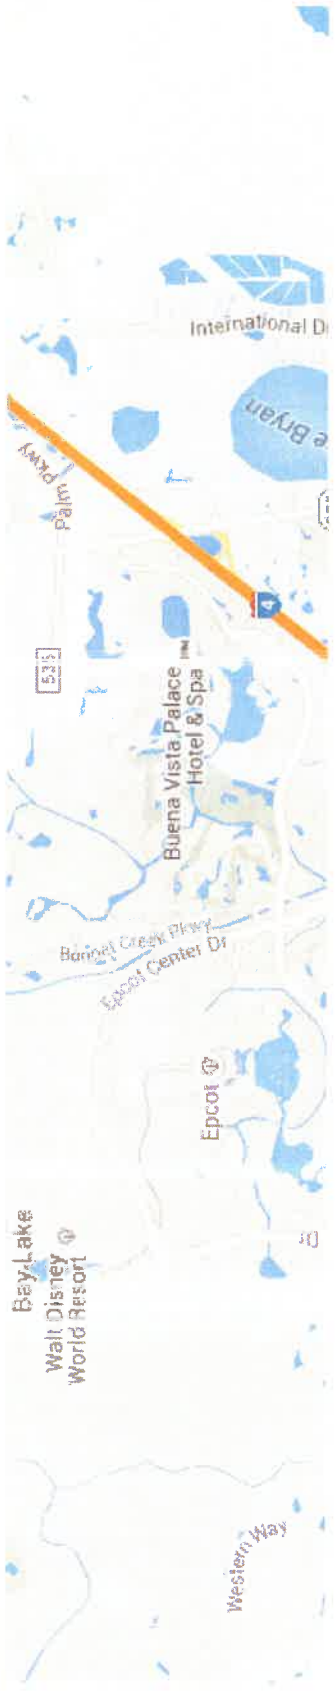 International D
e Bryan
Palm Pkwy
4
535
Buena Vista Palace
Hotel & Spa
Bonnet Creek Pkwy
Epcot Center Dr
Epcot
Bay Lake
Walt Disney
World Resort
Western Way